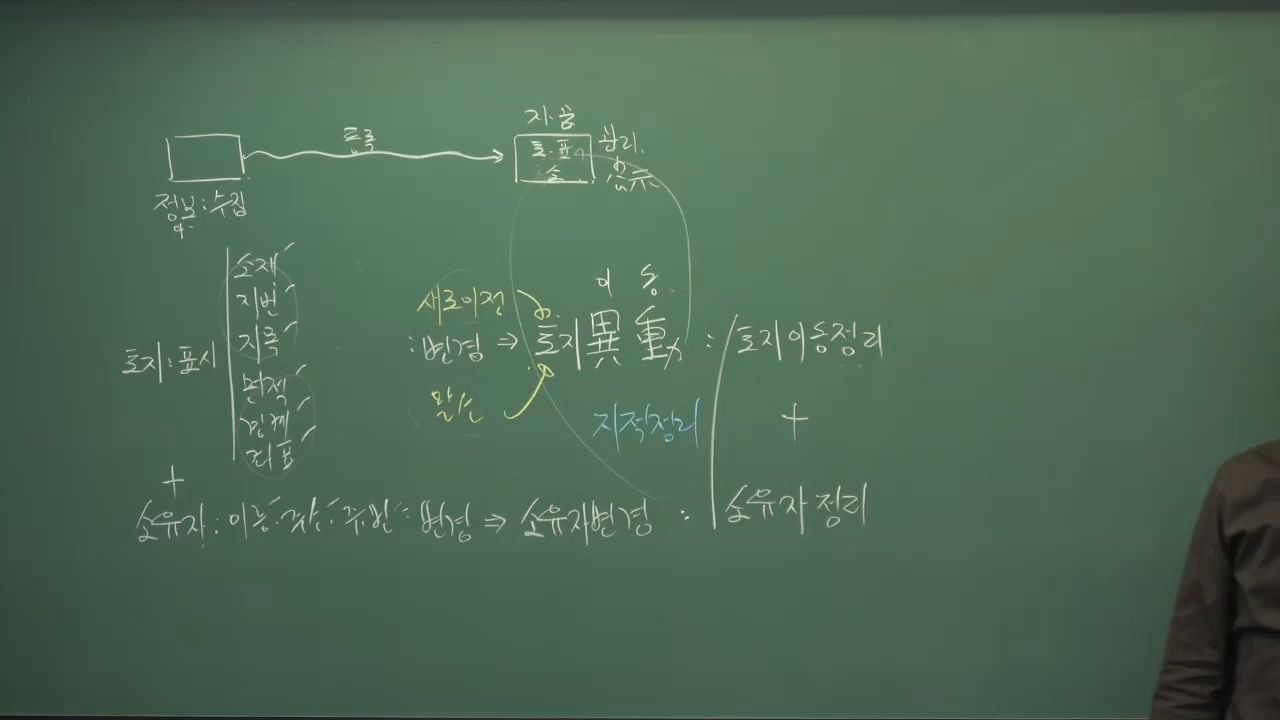 지·공
등록
토·표
소
관리.
정보:수집
소재
지번
지목
토지:표시
면적
경계
좌표
+
새로이전
:변경 ⇒ 토지異動 : 토지이동정리
이 동
말소
지적정리
+
소유자: 이름· 주소· 주번· 변경 ⇒ 소유자변경 : 소유자정리